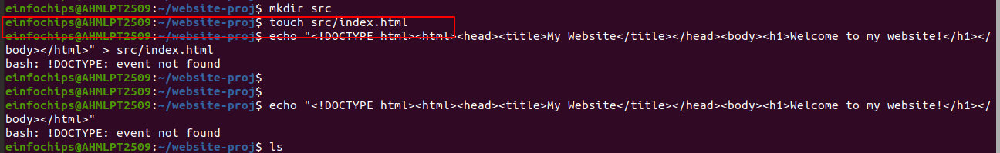 einfochips@AHMLPT2509:~/website-proj$ mkdir src
einfochips@AHMLPT2509:~/website-proj$ touch src/index.html
einfochips@AHMLPT2509:~/website-proj$ echo "<!DOCTYPE html><html><head><title>My Website</title></head><body><h1>Welcome to my website!</h1></
body></html>" > src/index.html
bash: !DOCTYPE: event not found
einfochips@AHMLPT2509:~/website-proj$
einfochips@AHMLPT2509:~/website-proj$
einfochips@AHMLPT2509:~/website-proj$ echo "<!DOCTYPE html><html><head><title>My Website</title></head><body><h1>Welcome to my website!</h1></
body></html>"
bash: !DOCTYPE: event not found
einfochips@AHMLPT2509:~/website-proj$ ls